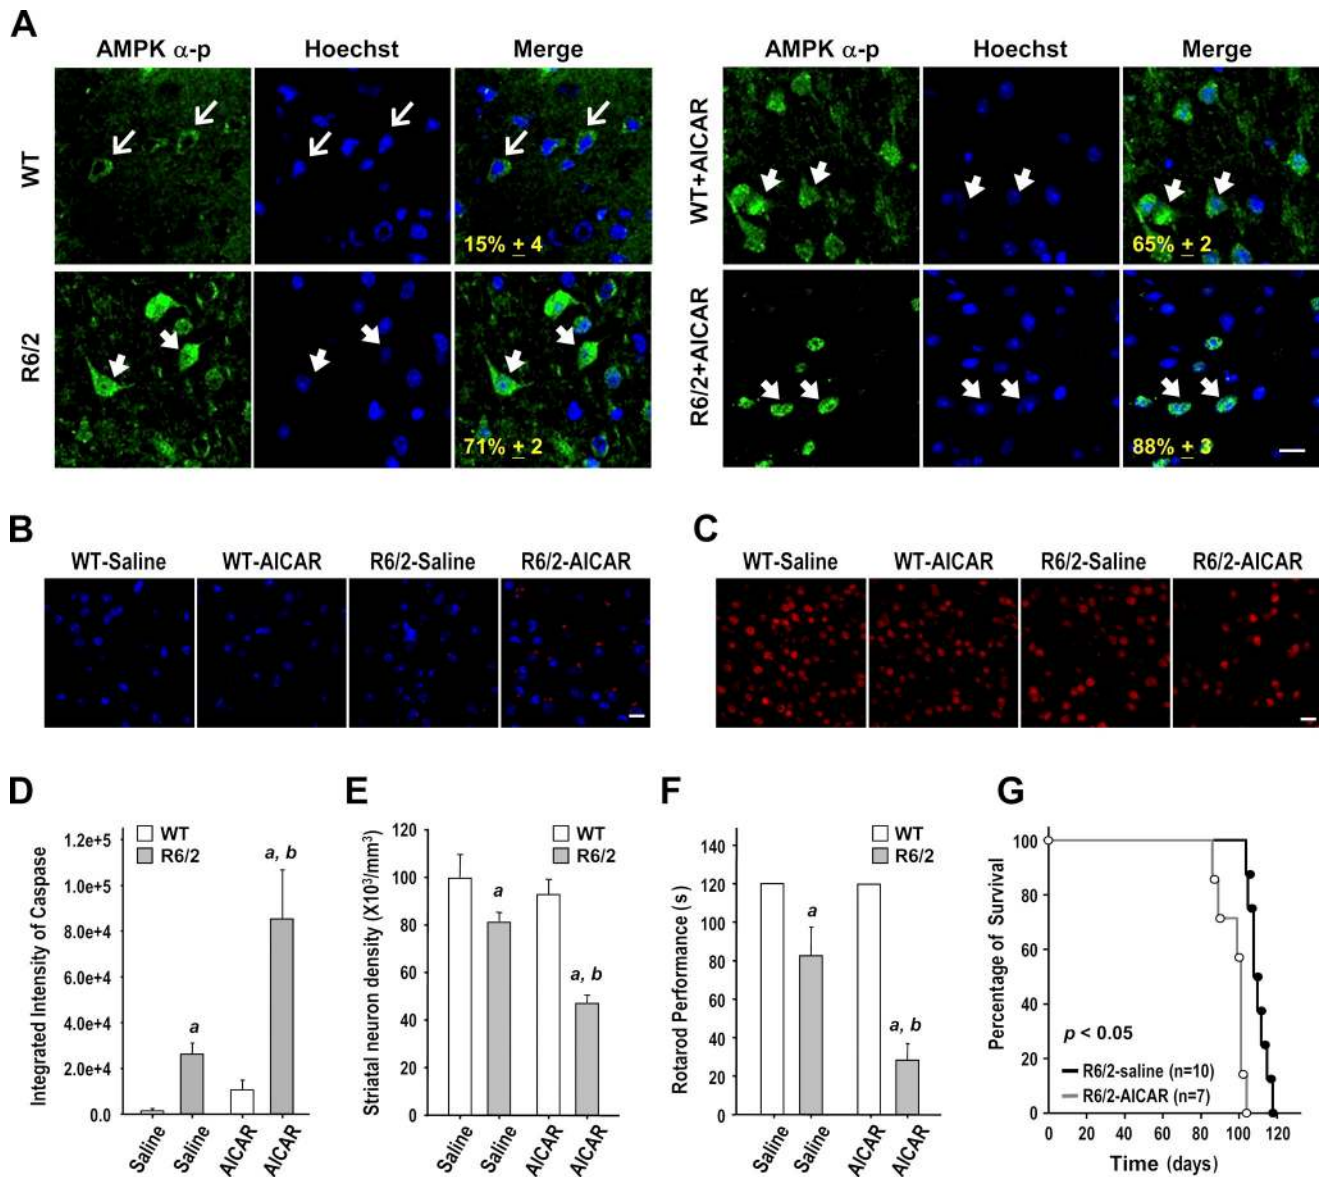 A
AMPK α-p Hoechst Merge
AMPK α-p Hoechst Merge
WT
15% ± 4
WT+AICAR
65% ± 2
R6/2
71% ± 2
R6/2+AICAR
88% ± 3
B
WT-Saline WT-AICAR R6/2-Saline R6/2-AICAR
C
WT-Saline WT-AICAR R6/2-Saline R6/2-AICAR
D
Integrated Intensity of Caspase
WT
R6/2
1.2e+5
1.0e+5
8.0e+4
6.0e+4
4.0e+4
2.0e+4
0.0
a
a, b
Saline Saline AICAR AICAR
E
Striatal neuron density (X10³/mm³)
WT
R6/2
120
100
80
60
40
20
0
a
a, b
Saline Saline AICAR AICAR
F
Rotarod Performance (s)
WT
R6/2
140
120
100
80
60
40
20
0
a
a, b
Saline Saline AICAR AICAR
G
Percentage of Survival
100
80
60
40
20
0
p < 0.05
R6/2-saline (n=10)
R6/2-AICAR (n=7)
0 20 40 60 80 100 120
Time (days)